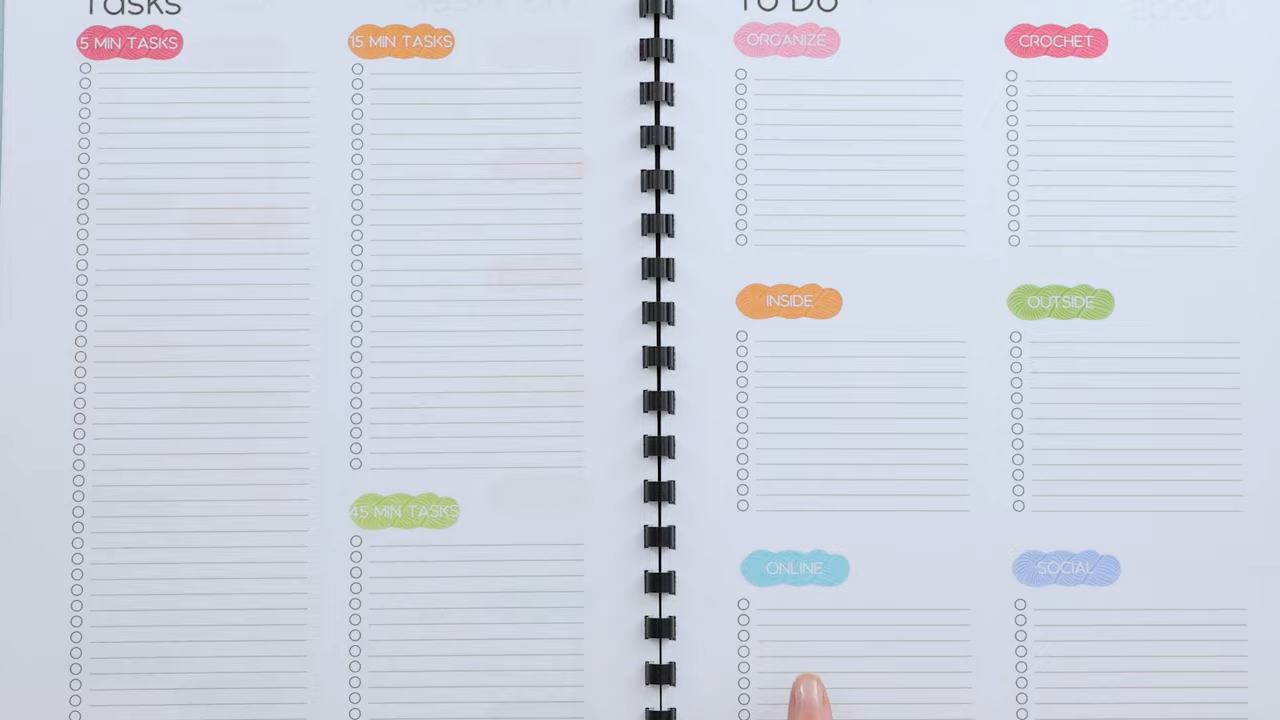 Tasks
5 MIN TASKS
15 MIN TASKS
45 MIN TASKS
To Do
ORGANIZE
CROCHET
INSIDE
OUTSIDE
ONLINE
SOCIAL